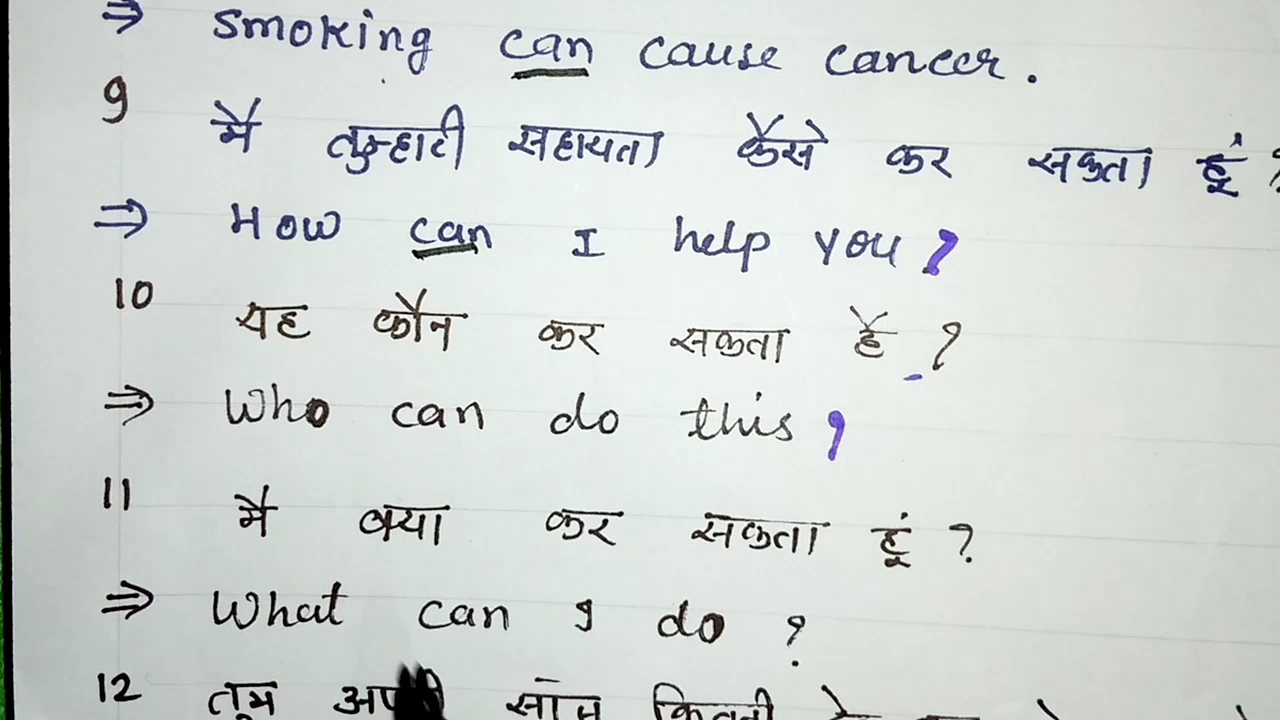 ⇒ Smoking can cause cancer.
9 मै तुम्हारी सहायता कैसे कर सकता हूं ?
⇒ How can I help you ?
10 यह कौन कर सकता है ?
⇒ Who can do this ?
11 मै क्या कर सकता हूं ?
⇒ What can I do ?
12 तुम सांस कितनी